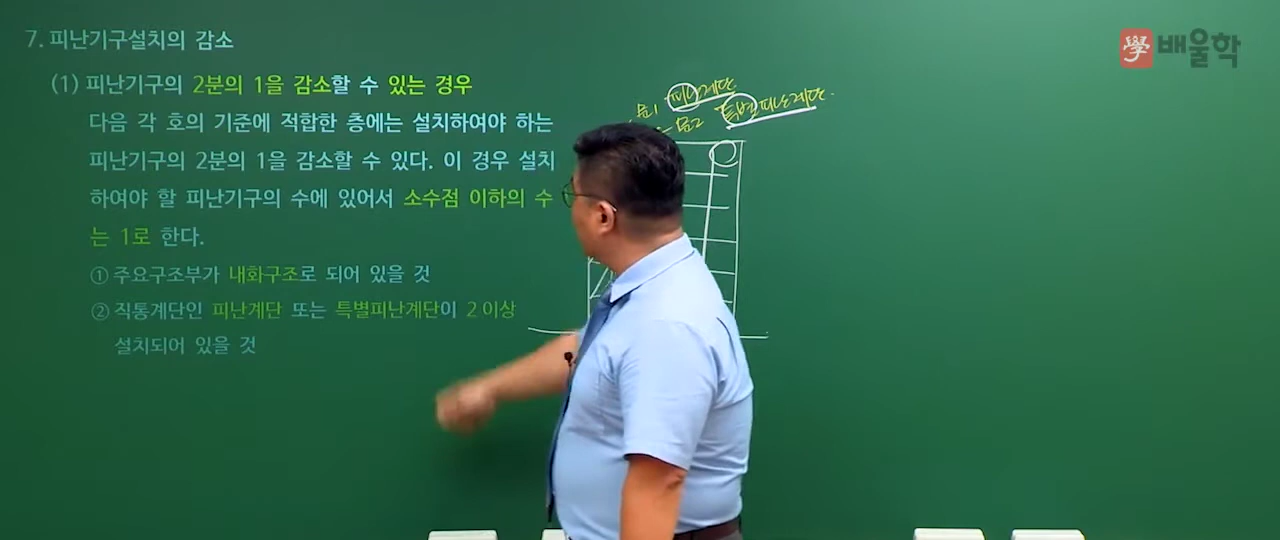 7. 피난기구설치의 감소
(1) 피난기구의 2분의 1을 감소할 수 있는 경우
다음 각 호의 기준에 적합한 층에는 설치하여야 하는
피난기구의 2분의 1을 감소할 수 있다. 이 경우 설치
하여야 할 피난기구의 수에 있어서 소수점 이하의 수
는 1로 한다.
① 주요구조부가 내화구조로 되어 있을 것
② 직통계단인 피난계단 또는 특별피난계단이 2 이상
설치되어 있을 것
學 배울학
문1 피난계단
문2 특별피난계단